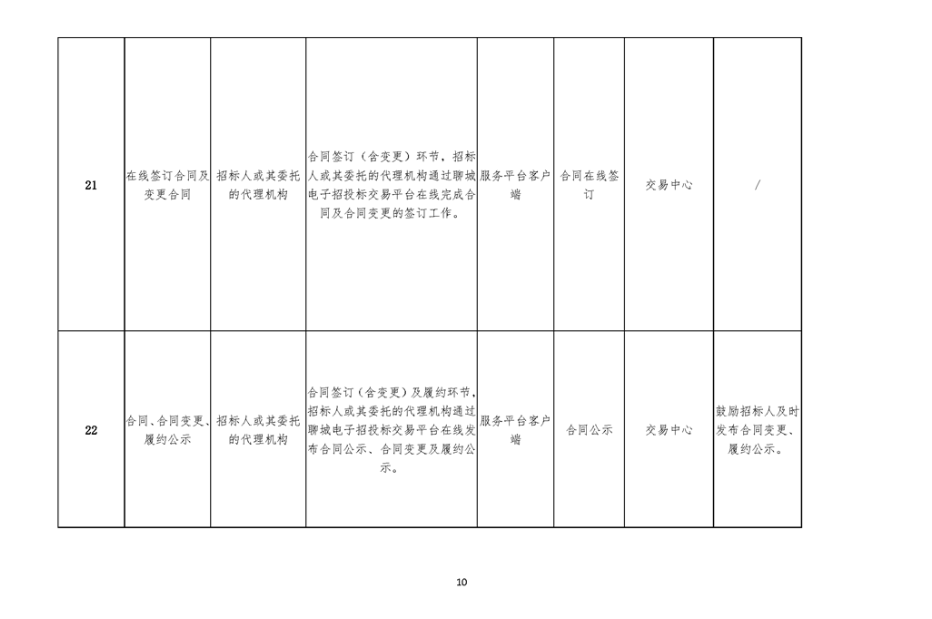 21
在线签订合同及
变更合同
招标人或其委托
的代理机构
合同签订（含变更）环节，招标
人或其委托的代理机构通过聊城
电子招投标交易平台在线完成合
同及合同变更的签订工作。
服务平台客户
端
合同在线签
订
交易中心
/
22
合同、合同变更、
履约公示
招标人或其委托
的代理机构
合同签订（含变更）及履约环节，
招标人或其委托的代理机构通过
聊城电子招投标交易平台在线发
布合同公示、合同变更及履约公
示。
服务平台客户
端
合同公示
交易中心
鼓励招标人及时
发布合同变更、
履约公示。
10